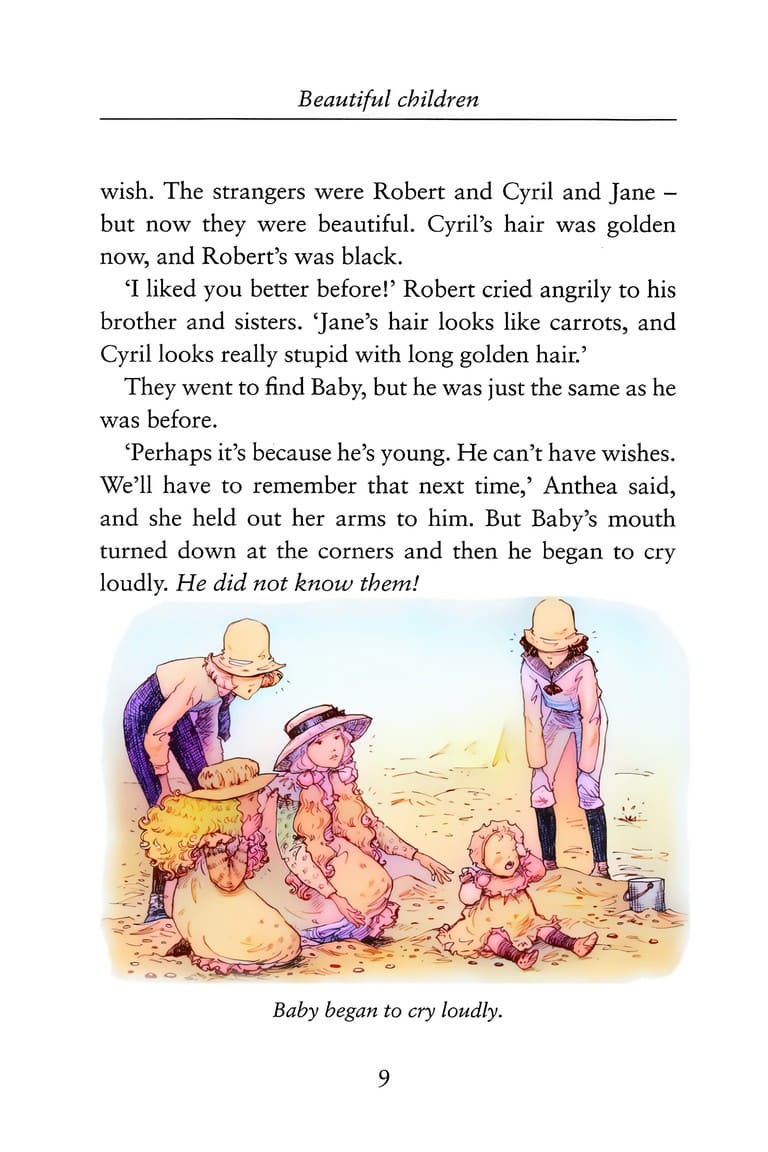 Beautiful children
wish. The strangers were Robert and Cyril and Jane –
but now they were beautiful. Cyril’s hair was golden
now, and Robert’s was black.
‘I liked you better before!’ Robert cried angrily to his
brother and sisters. ‘Jane’s hair looks like carrots, and
Cyril looks really stupid with long golden hair.’
They went to find Baby, but he was just the same as he
was before.
‘Perhaps it’s because he’s young. He can’t have wishes.
We’ll have to remember that next time,’ Anthea said,
and she held out her arms to him. But Baby’s mouth
turned down at the corners and then he began to cry
loudly. He did not know them!
Baby began to cry loudly.
9